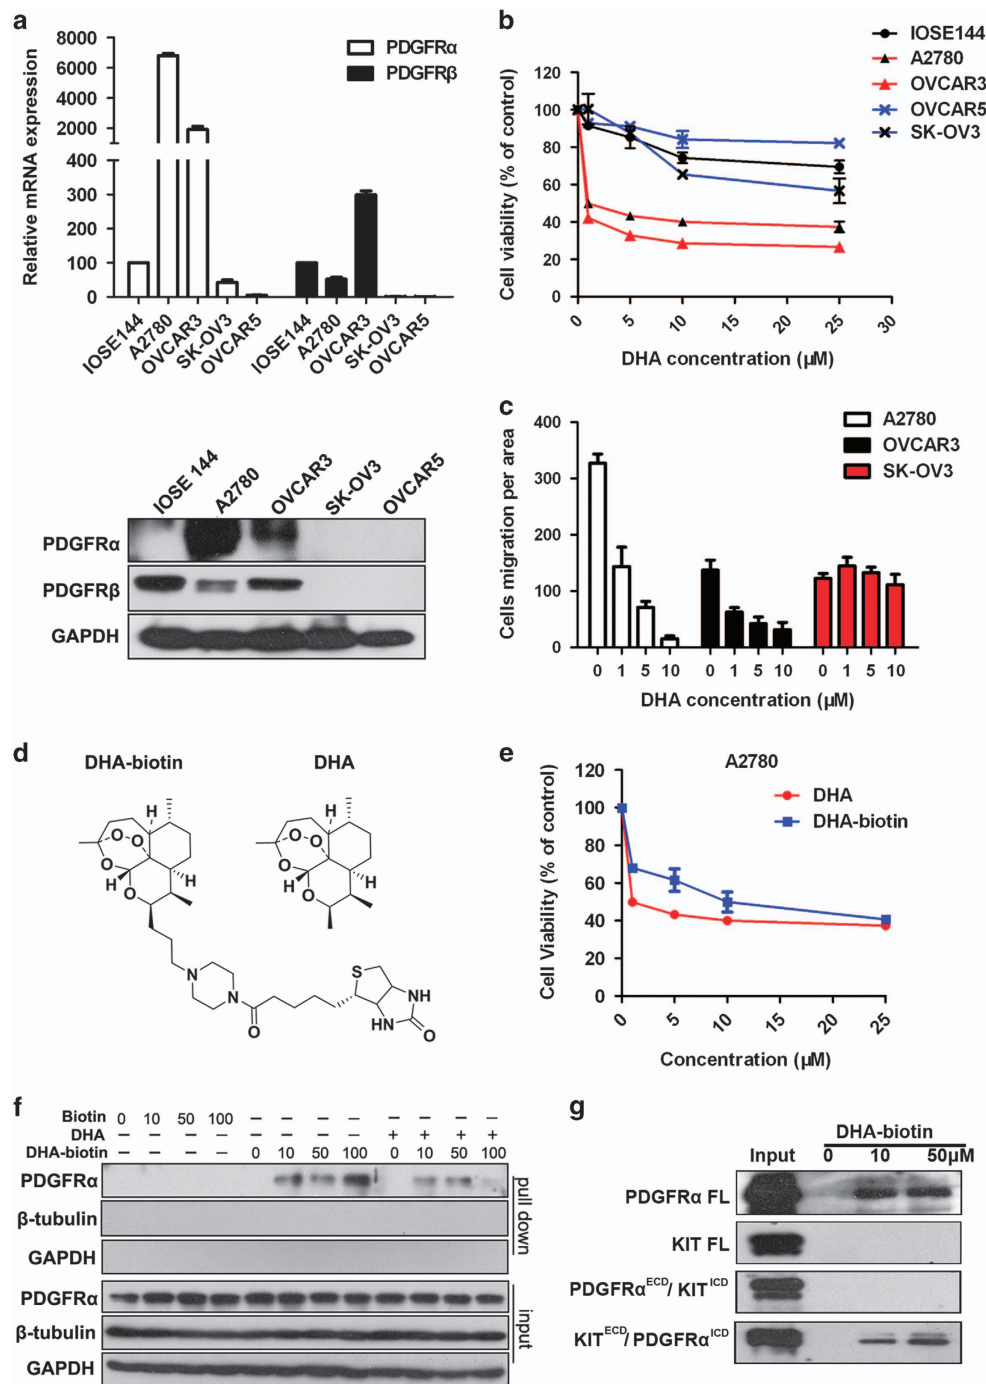 a
Relative mRNA expression
8000
6000
4000
2000
400
300
200
100
0
PDGFRα
PDGFRβ
IOSE144
A2780
OVCAR3
SK-OV3
OVCAR5
IOSE144
A2780
OVCAR3
SK-OV3
OVCAR5
IOSE 144
A2780
OVCAR3
SK-OV3
OVCAR5
PDGFRα
PDGFRβ
GAPDH
b
Cell viability (% of control)
120
100
80
60
40
20
0
0 5 10 15 20 25 30
DHA concentration (µM)
IOSE144
A2780
OVCAR3
OVCAR5
SK-OV3
c
Cells migration per area
400
300
200
100
0
A2780
OVCAR3
SK-OV3
0 1 5 10 0 1 5 10 0 1 5 10
DHA concentration (µM)
d
DHA-biotin
DHA
H
O
O
O
H
O
H
N
N
O
S
NH
HN
O
H
O
O
O
H
O
H
e
A2780
Cell Viability (% of control)
120
100
80
60
40
20
0
DHA
DHA-biotin
0 5 10 15 20 25
Concentration (µM)
f
Biotin 0 10 50 100 – – – – – – – –
DHA – – – – – – – – + + + +
DHA-biotin – – – – 0 10 50 100 0 10 50 100
PDGFRα
β-tubulin
GAPDH
pull down
PDGFRα
β-tubulin
GAPDH
input
g
DHA-biotin
Input 0 10 50µM
PDGFRα FL
KIT FL
PDGFRαECD/ KITICD
KITECD/ PDGFRαICD